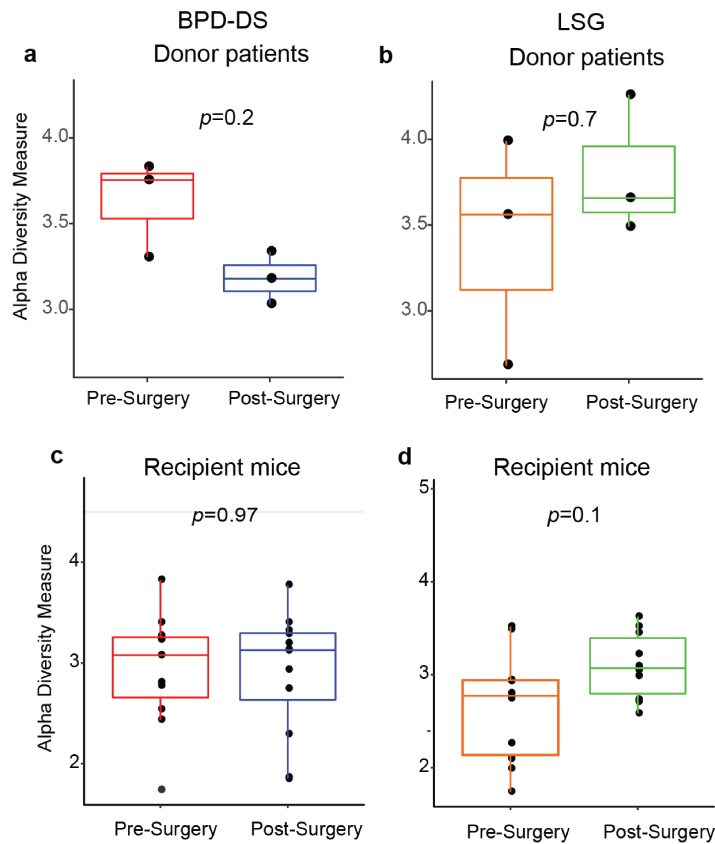 BPD-DS
LSG
a
Donor patients
b
Donor patients
p=0.2
p=0.7
Alpha Diversity Measure
4.0
3.5
3.0
4.0
3.5
3.0
Pre-Surgery
Post-Surgery
Pre-Surgery
Post-Surgery
c
Recipient mice
d
Recipient mice
p=0.97
p=0.1
Alpha Diversity Measure
4
3
2
5
4
3
2
Pre-Surgery
Post-Surgery
Pre-Surgery
Post-Surgery